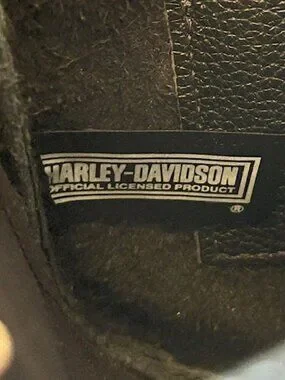 HARLEY-DAVIDSON
OFFICIAL LICENSED PRODUCT
®